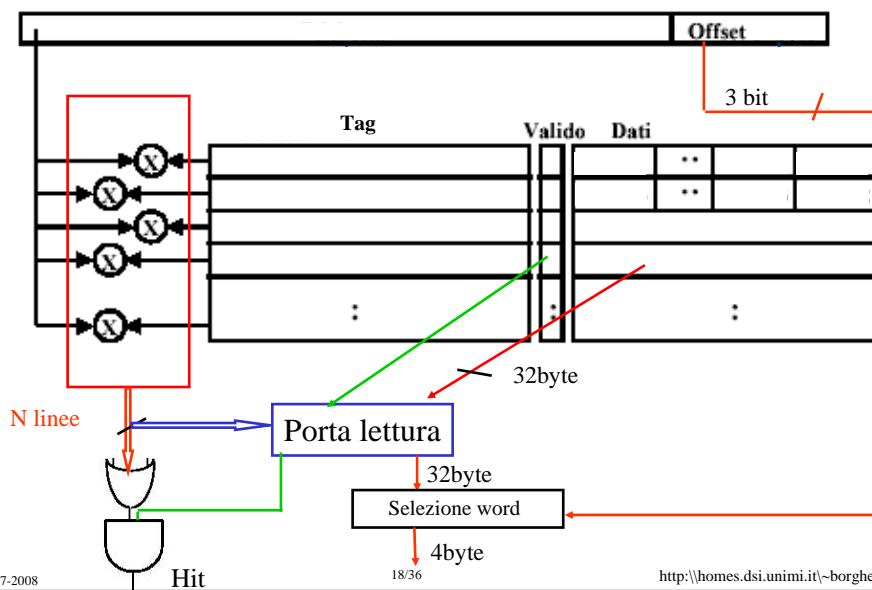 Offset
3 bit
Tag
Valido
Dati
X
X
X
X
X
32byte
N linee
Porta lettura
32byte
Selezione word
4byte
Hit
7-2008
18/36
http:\\homes.dsi.unimi.it\~borghe